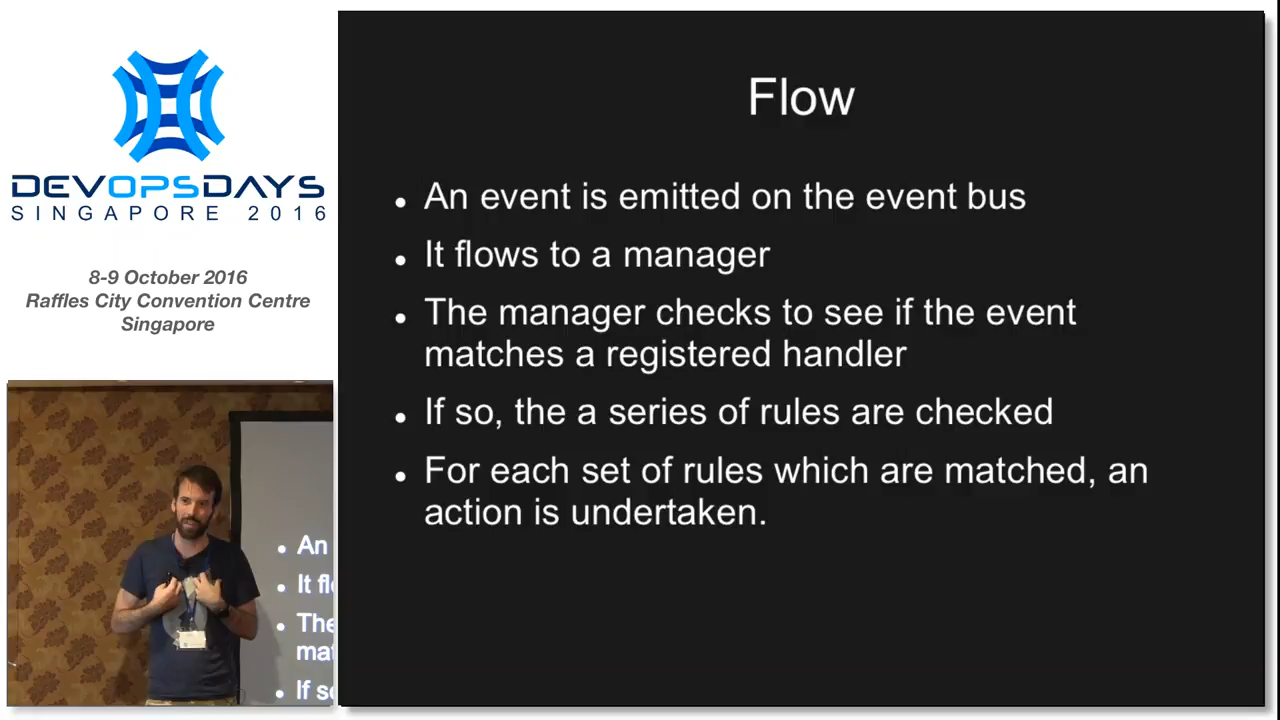 DEVOPSDAYS
SINGAPORE 2016
8-9 October 2016
Raffles City Convention Centre
Singapore
Flow
An event is emitted on the event bus
It flows to a manager
The manager checks to see if the event
matches a registered handler
If so, the a series of rules are checked
For each set of rules which are matched, an
action is undertaken.
An
It fl
The
mat
If so